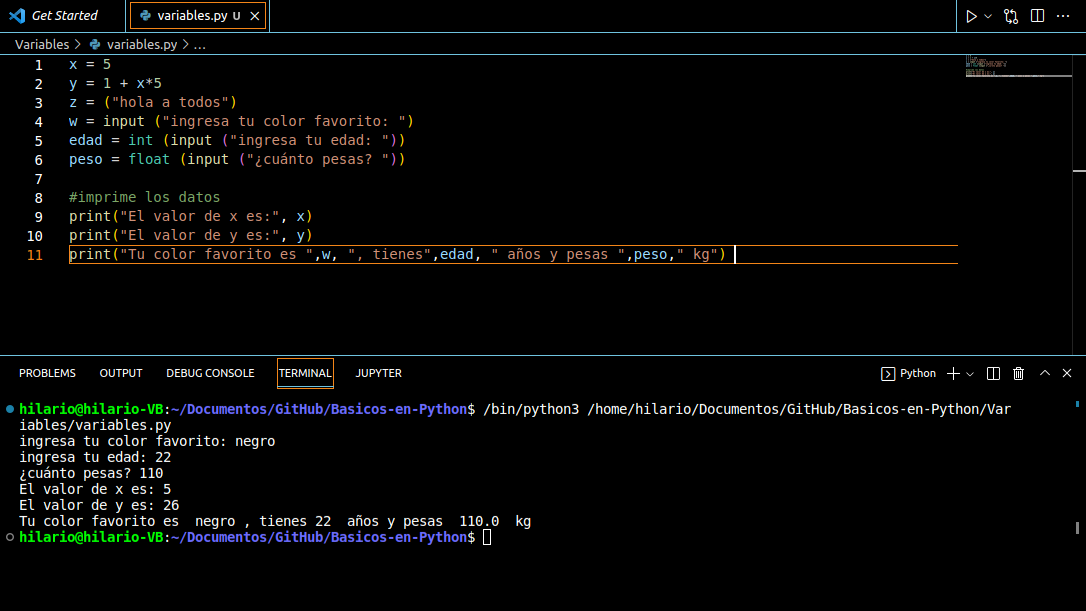 Get Started
variables.py U
Variables > variables.py > ...
1 x = 5
2 y = 1 + x*5
3 z = ("hola a todos")
4 w = input ("ingresa tu color favorito: ")
5 edad = int (input ("ingresa tu edad: "))
6 peso = float (input ("¿cuánto pesas? "))
7
8 #imprime los datos
9 print("El valor de x es:", x)
10 print("El valor de y es:", y)
11 print("Tu color favorito es ",w, ", tienes",edad, " años y pesas ",peso," kg")
PROBLEMS OUTPUT DEBUG CONSOLE TERMINAL JUPYTER Python
hilario@hilario-VB:~/Documentos/GitHub/Basicos-en-Python$ /bin/python3 /home/hilario/Documentos/GitHub/Basicos-en-Python/Var
iables/variables.py
ingresa tu color favorito: negro
ingresa tu edad: 22
¿cuánto pesas? 110
El valor de x es: 5
El valor de y es: 26
Tu color favorito es  negro , tienes 22  años y pesas  110.0  kg
hilario@hilario-VB:~/Documentos/GitHub/Basicos-en-Python$